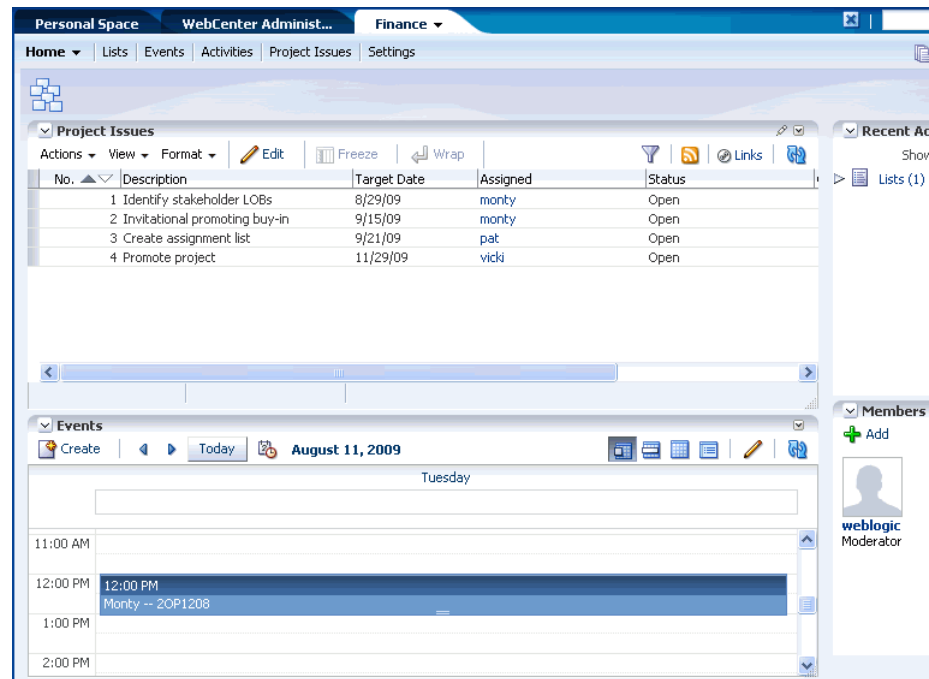 Personal Space WebCenter Administ... Finance
Home Lists Events Activities Project Issues Settings
Project Issues
Actions View Format Edit Freeze Wrap Links
No. Description Target Date Assigned Status
1 Identify stakeholder LOBs 8/29/09 monty Open
2 Invitational promoting buy-in 9/15/09 monty Open
3 Create assignment list 9/21/09 pat Open
4 Promote project 11/29/09 vicki Open
Events
Create Today August 11, 2009
Tuesday
11:00 AM
12:00 PM 12:00 PM
Monty -- 2OP1208
1:00 PM
2:00 PM
Recent Ac
Show
Lists (1)
Members
Add
weblogic
Moderator